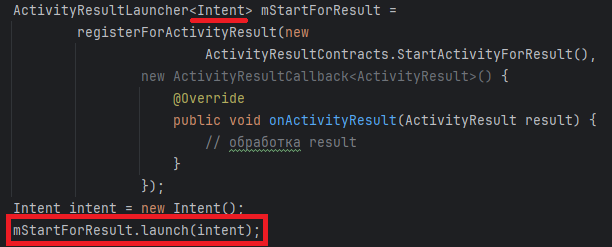 ActivityResultLauncher<Intent> mStartForResult =
registerForActivityResult(new
ActivityResultContracts.StartActivityForResult(),
new ActivityResultCallback<ActivityResult>() {
@Override
public void onActivityResult(ActivityResult result) {
// обработка result
}
});
Intent intent = new Intent();
mStartForResult.launch(intent);